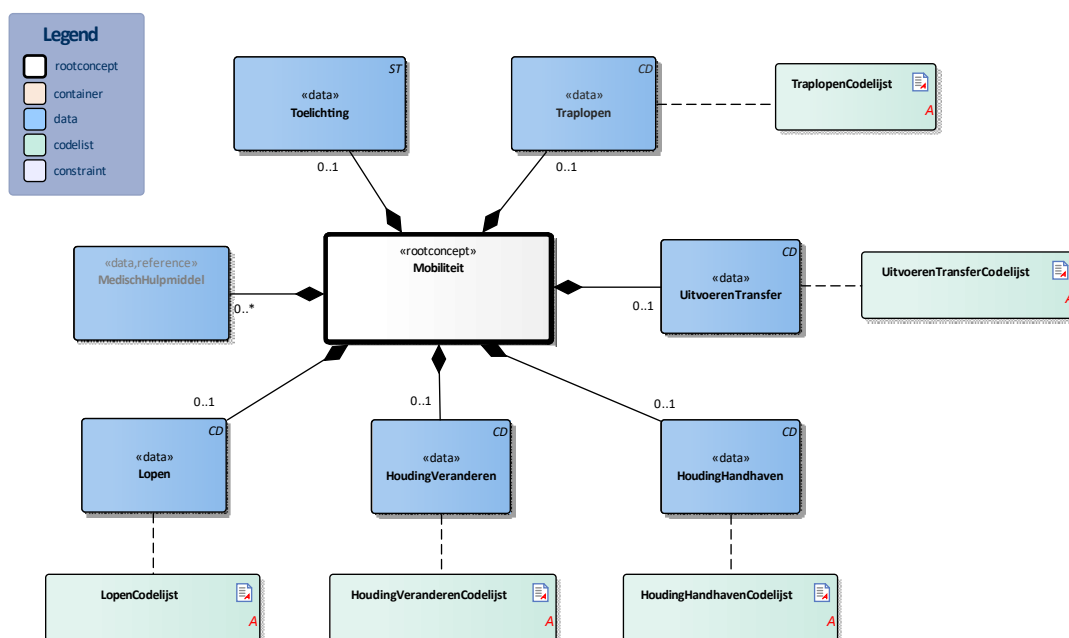 Legend
rootconcept
container
data
codelist
constraint
ST
«data»
Toelichting
0..1
CD
«data»
Traplopen
0..1
TraplopenCodelijst
A
«data,reference»
MedischHulpmiddel
0..*
«rootconcept»
Mobiliteit
CD
«data»
UitvoerenTransfer
0..1
UitvoerenTransferCodelijst
A
0..1
CD
«data»
Lopen
0..1
CD
«data»
HoudingVeranderen
0..1
CD
«data»
HoudingHandhaven
LopenCodelijst
A
HoudingVeranderenCodelijst
A
HoudingHandhavenCodelijst
A